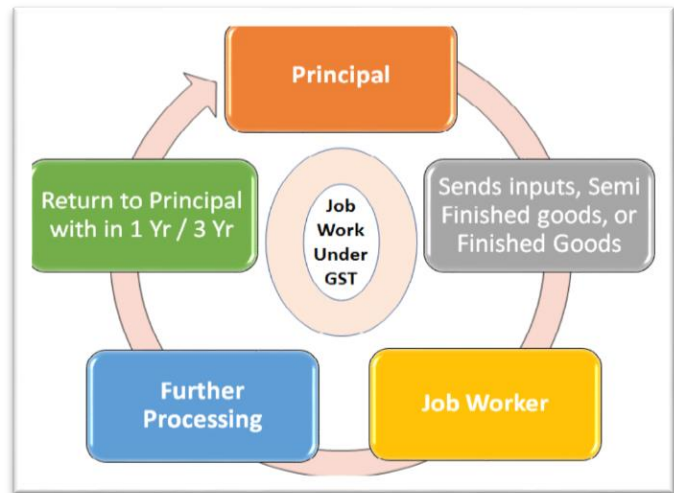 Principal
Sends inputs, Semi
Finished goods, or
Finished Goods
Job Worker
Further
Processing
Return to Principal
with in 1 Yr / 3 Yr
Job
Work
Under
GST